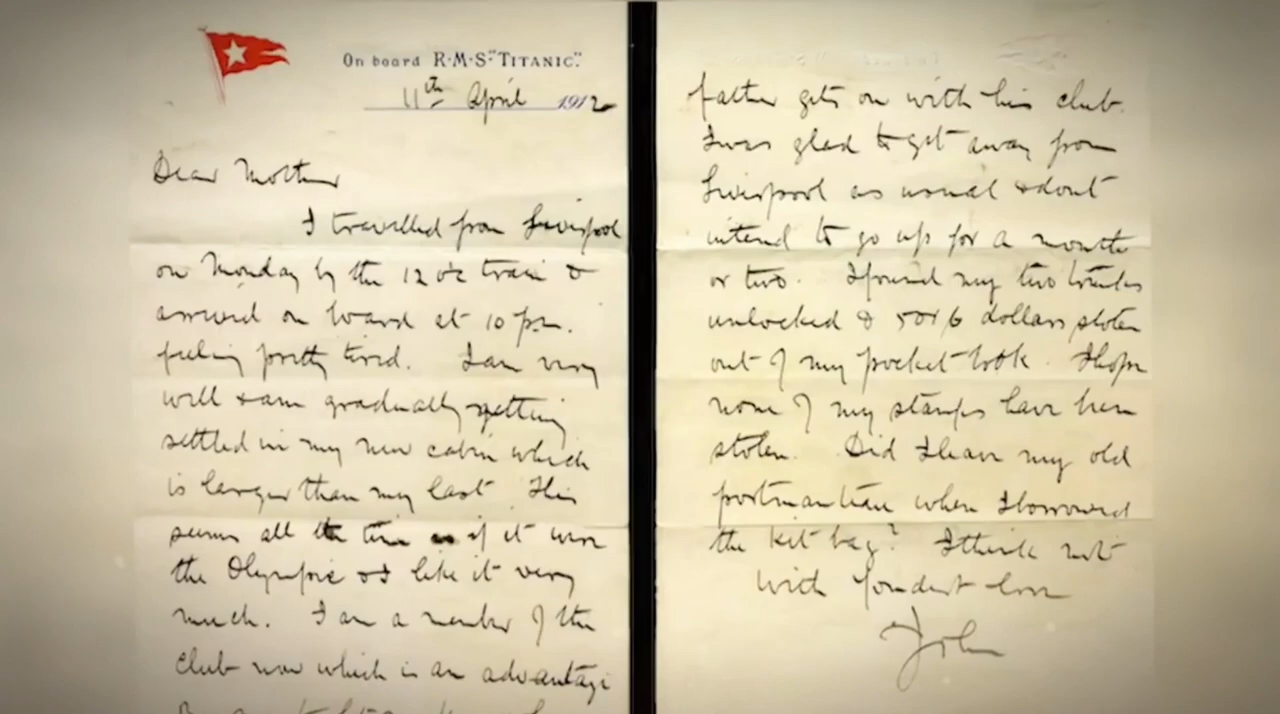 On board R·M·S·"TITANIC."
11th April 1912
Dear Mother
I travelled from Liverpool
on Monday by the 12 o'c train &
arrived on board at 10 p.m.
feeling pretty tired. I am very
well & am gradually getting
settled in my new cabin which
is larger than my last This
seems all the time as if it were
the Olympic & I like it very
much. I am a member of the
club now which is an advantage
father gets on with his club.
I was glad to get away from
Liverpool as usual & dont
intend to go up for a month
or two. I found my two trunks
unlocked & 5 or 6 dollars stolen
out of my pocket book. I hope
none of my stamps have been
stolen. Did I leave my old
portmanteau when I borrowed
the kit bag? I think not
With fondest love
John